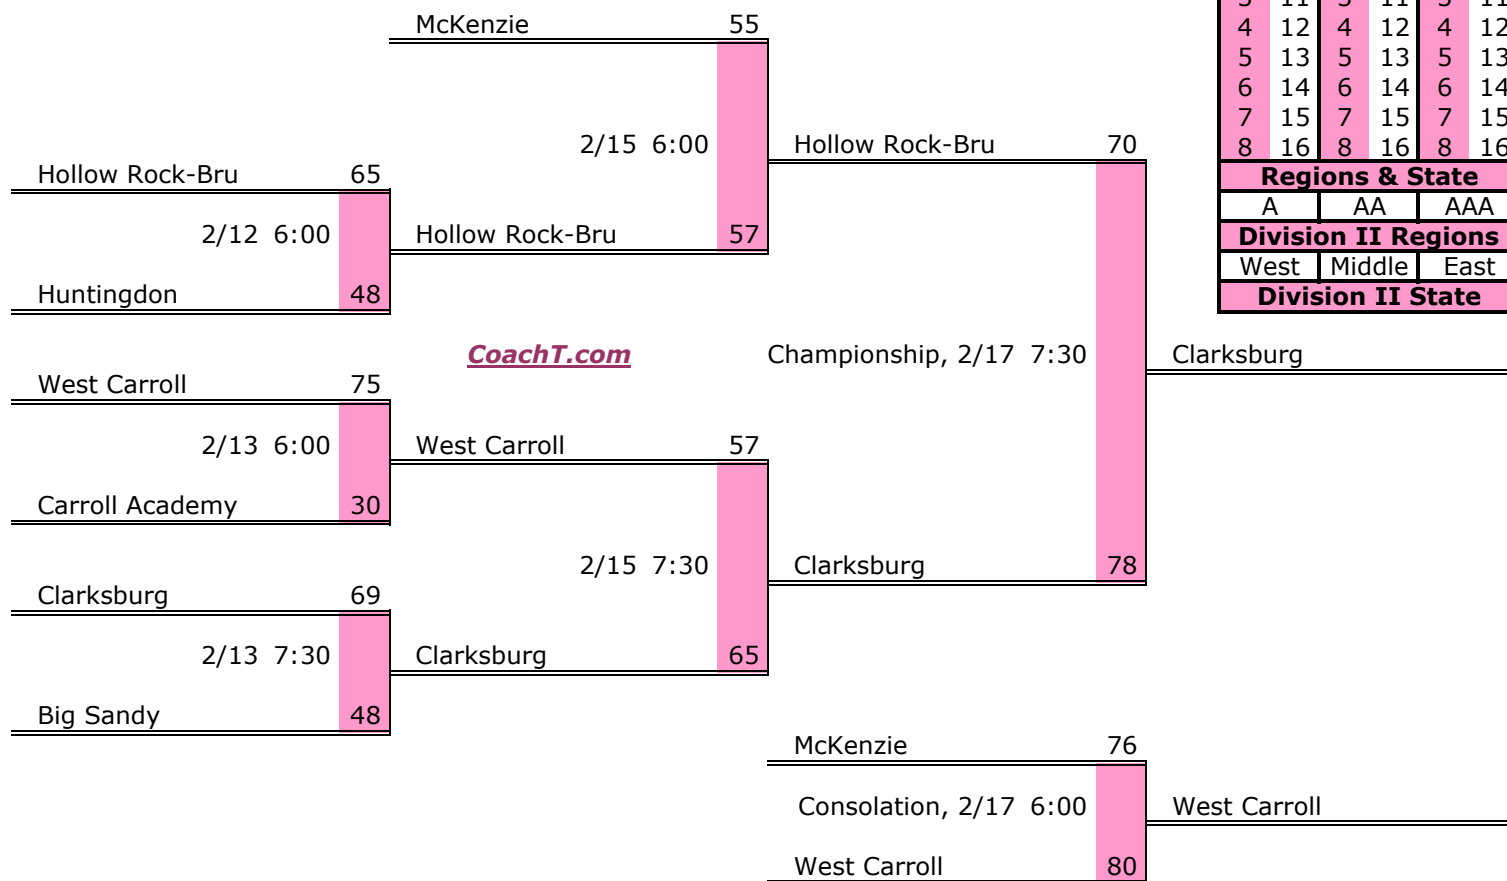 McKenzie 55
4 12 4 12 4 12
5 13 5 13 5 13
6 14 6 14 6 14
7 15 7 15 7 15
2/15 6:00 Hollow Rock-Bru 70
8 16 8 16 8 16
Hollow Rock-Bru 65
Regions & State
A AA AAA
2/12 6:00 Hollow Rock-Bru 57
Division II Regions
West Middle East
Huntingdon 48
Division II State
CoachT.com Championship, 2/17 7:30 Clarksburg
West Carroll 75
2/13 6:00 West Carroll 57
Carroll Academy 30
2/15 7:30 Clarksburg 78
Clarksburg 69
2/13 7:30 Clarksburg 65
Big Sandy 48
McKenzie 76
Consolation, 2/17 6:00 West Carroll
West Carroll 80